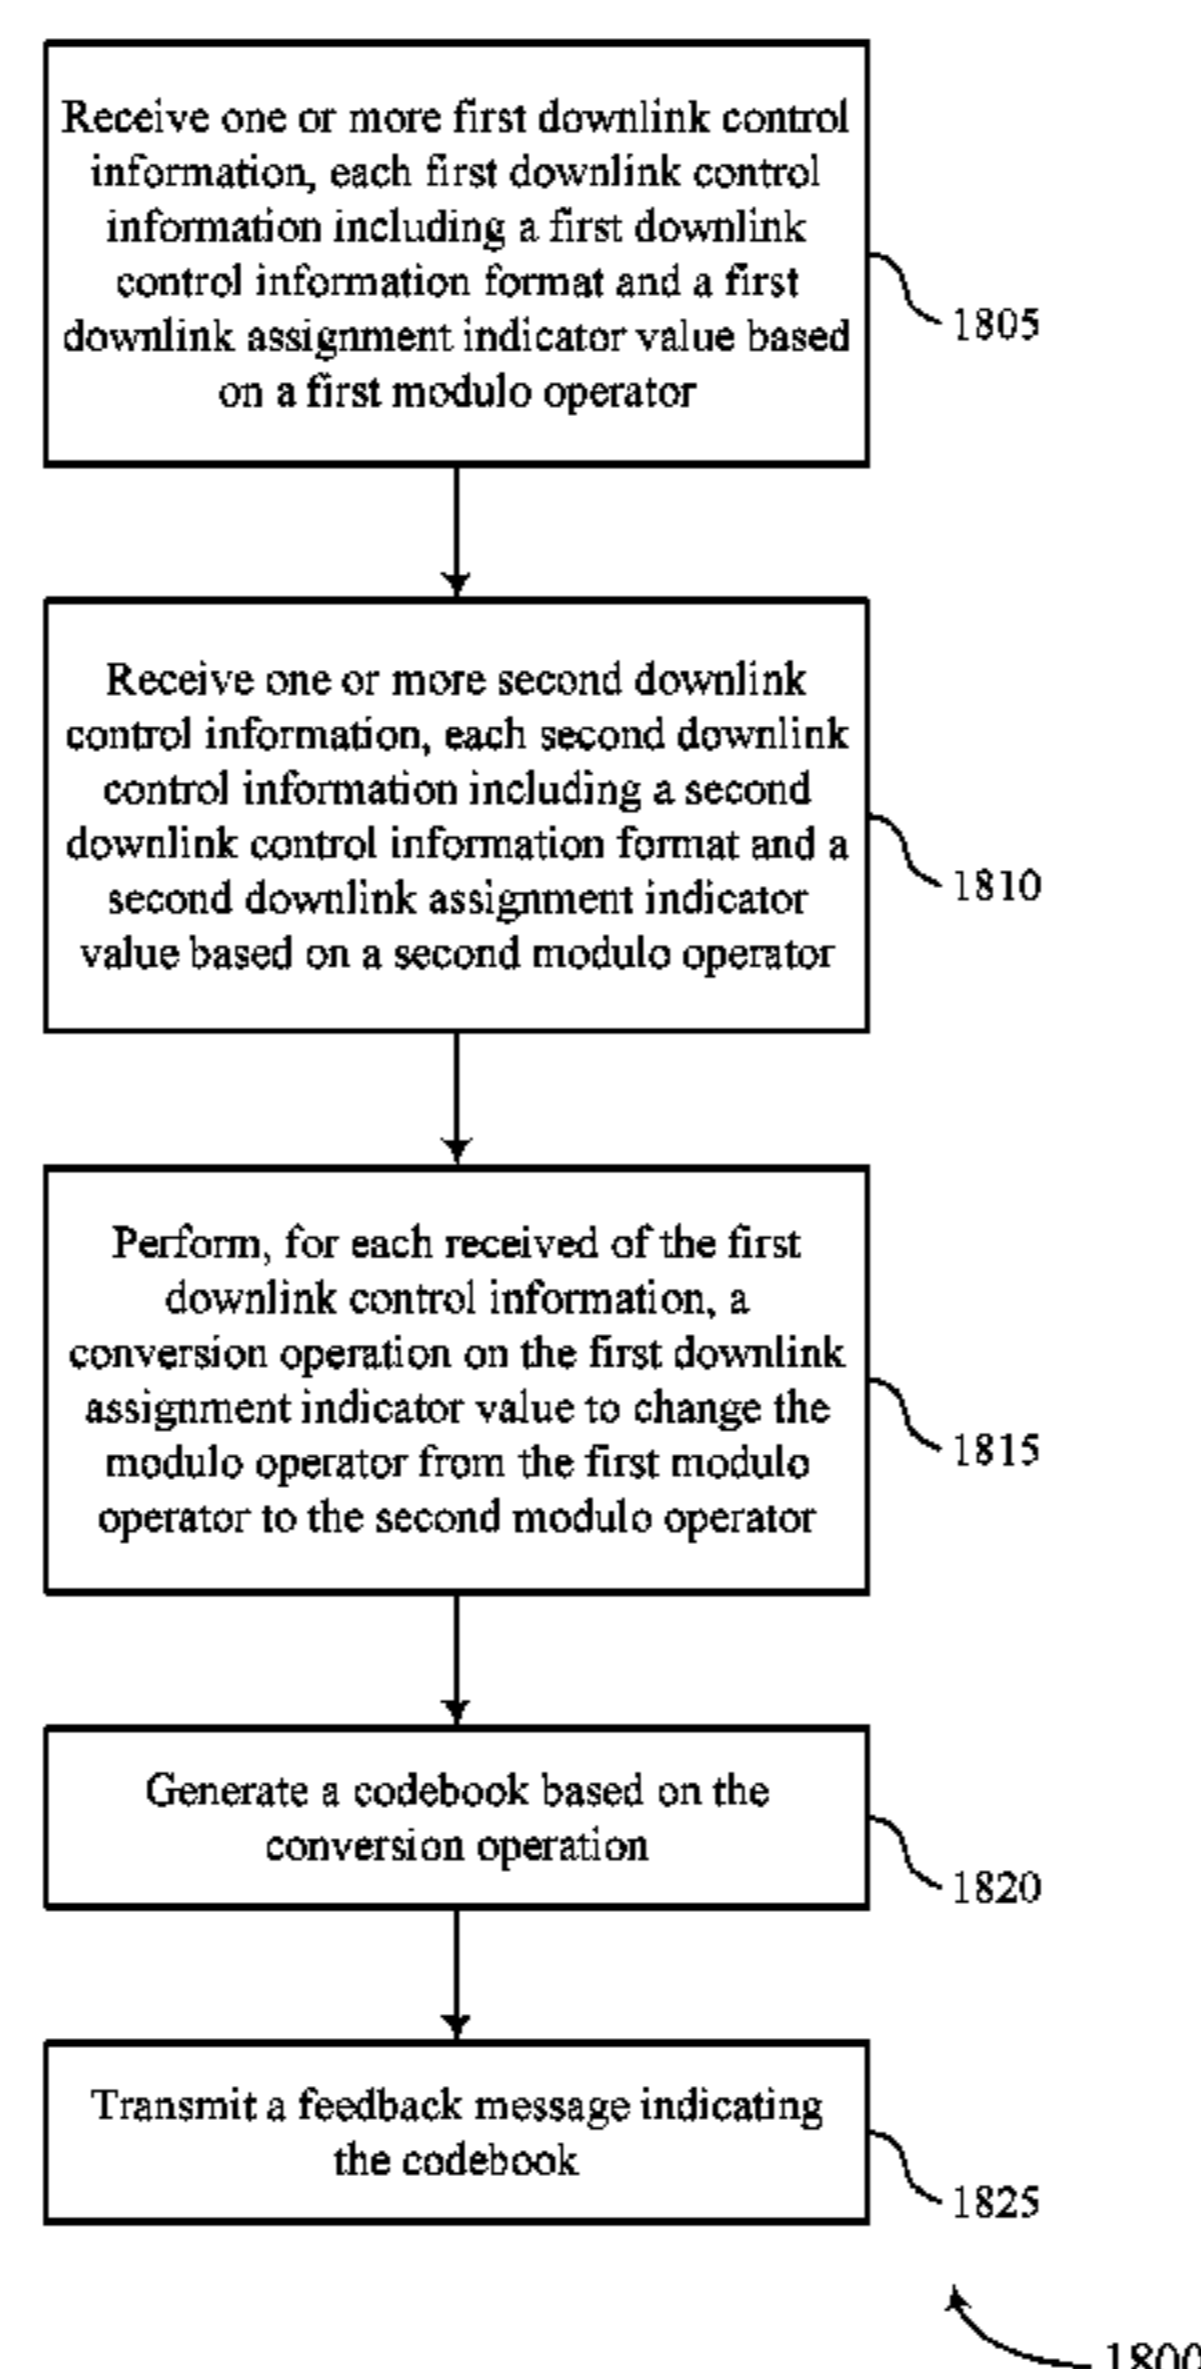 Receive one or more first downlink control
information, each first downlink control
information including a first downlink
control information format and a first
downlink assignment indicator value based
on a first modulo operator
1805
Receive one or more second downlink
control information, each second downlink
control information including a second
downlink control information format and a
second downlink assignment indicator
value based on a second modulo operator
1810
Perform, for each received of the first
downlink control information, a
conversion operation on the first downlink
assignment indicator value to change the
modulo operator from the first modulo
operator to the second modulo operator
1815
Generate a codebook based on the
conversion operation
1820
Transmit a feedback message indicating
the codebook
1825
1800